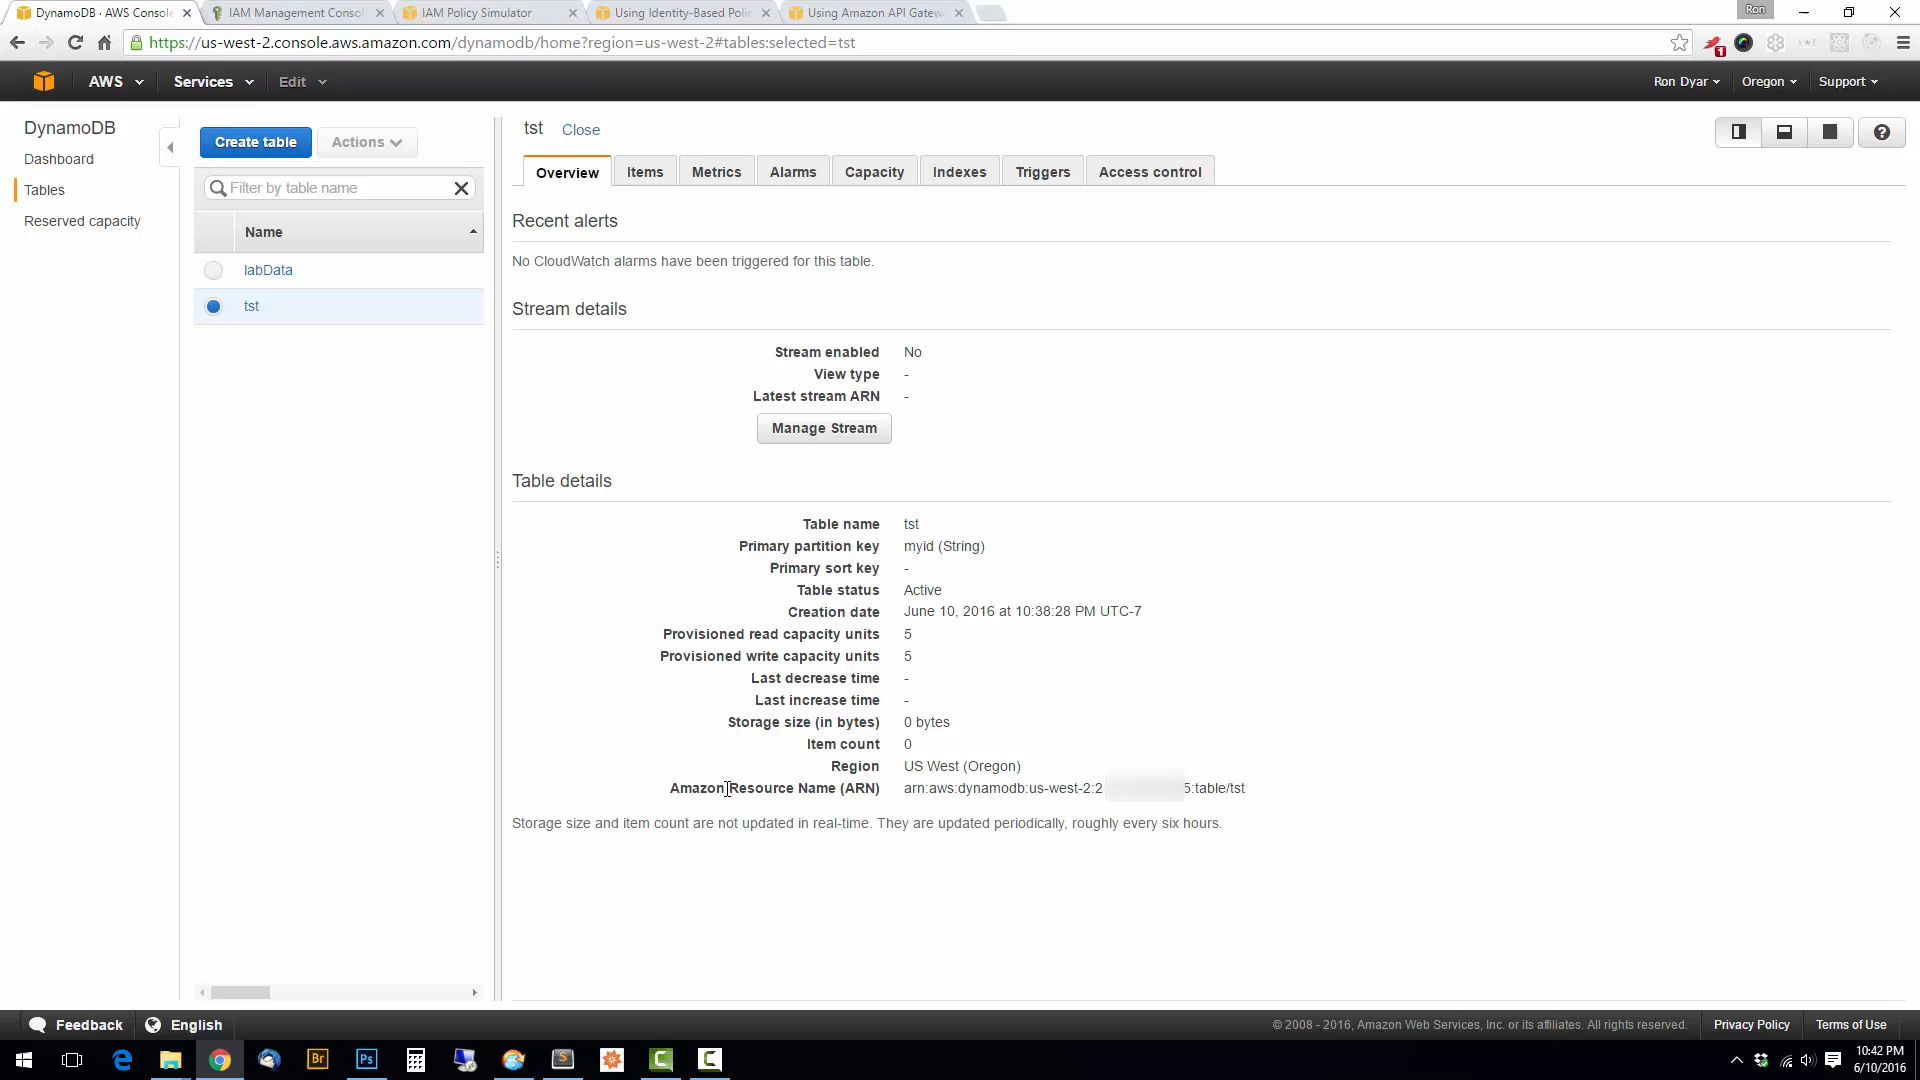 DynamoDB · AWS Consol
IAM Management Consol
IAM Policy Simulator
Using Identity-Based Poli
Using Amazon API Gatew
Ron
https://us-west-2.console.aws.amazon.com/dynamodb/home?region=us-west-2#tables:selected=tst
1
AWS
Services
Edit
Ron Dyar
Oregon
Support
DynamoDB
Dashboard
Tables
Reserved capacity
Create table
Actions
Filter by table name
Name
labData
tst
tst
Close
Overview
Items
Metrics
Alarms
Capacity
Indexes
Triggers
Access control
Recent alerts
No CloudWatch alarms have been triggered for this table.
Stream details
Stream enabled No
View type -
Latest stream ARN -
Manage Stream
Table details
Table name tst
Primary partition key myid (String)
Primary sort key -
Table status Active
Creation date June 10, 2016 at 10:38:28 PM UTC-7
Provisioned read capacity units 5
Provisioned write capacity units 5
Last decrease time -
Last increase time -
Storage size (in bytes) 0 bytes
Item count 0
Region US West (Oregon)
Amazon Resource Name (ARN) arn:aws:dynamodb:us-west-2:2 5:table/tst
Storage size and item count are not updated in real-time. They are updated periodically, roughly every six hours.
Feedback
English
© 2008 - 2016, Amazon Web Services, Inc. or its affiliates. All rights reserved.
Privacy Policy
Terms of Use
Br
Ps
S
C
C
10:42 PM
6/10/2016